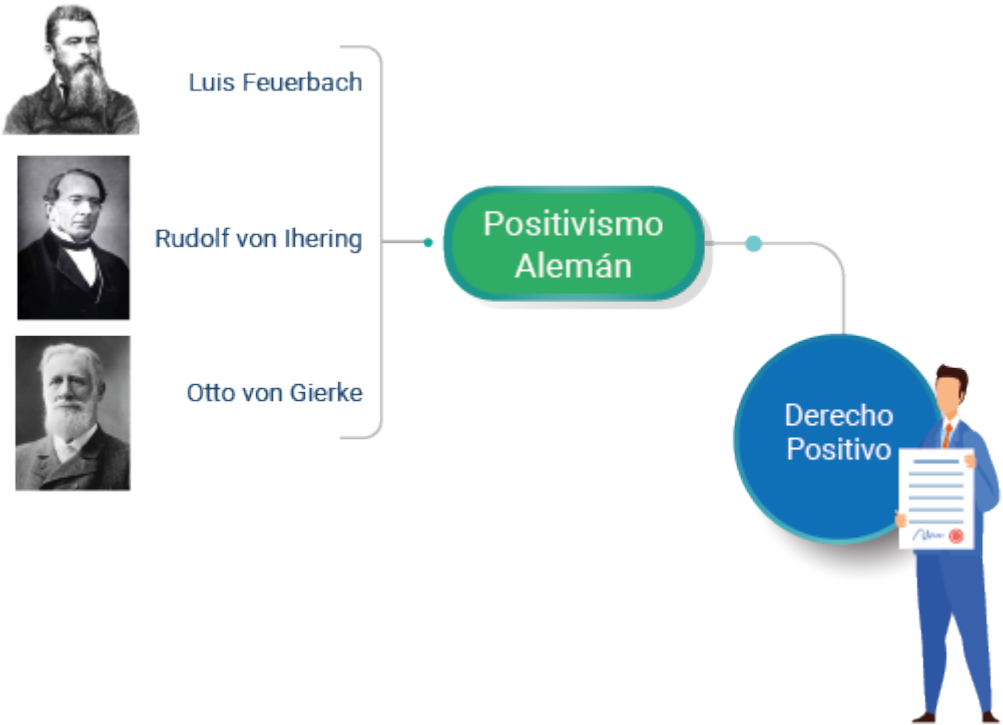 Luis Feuerbach
Rudolf von Ihering
Otto von Gierke
Positivismo
Alemán
Derecho
Positivo